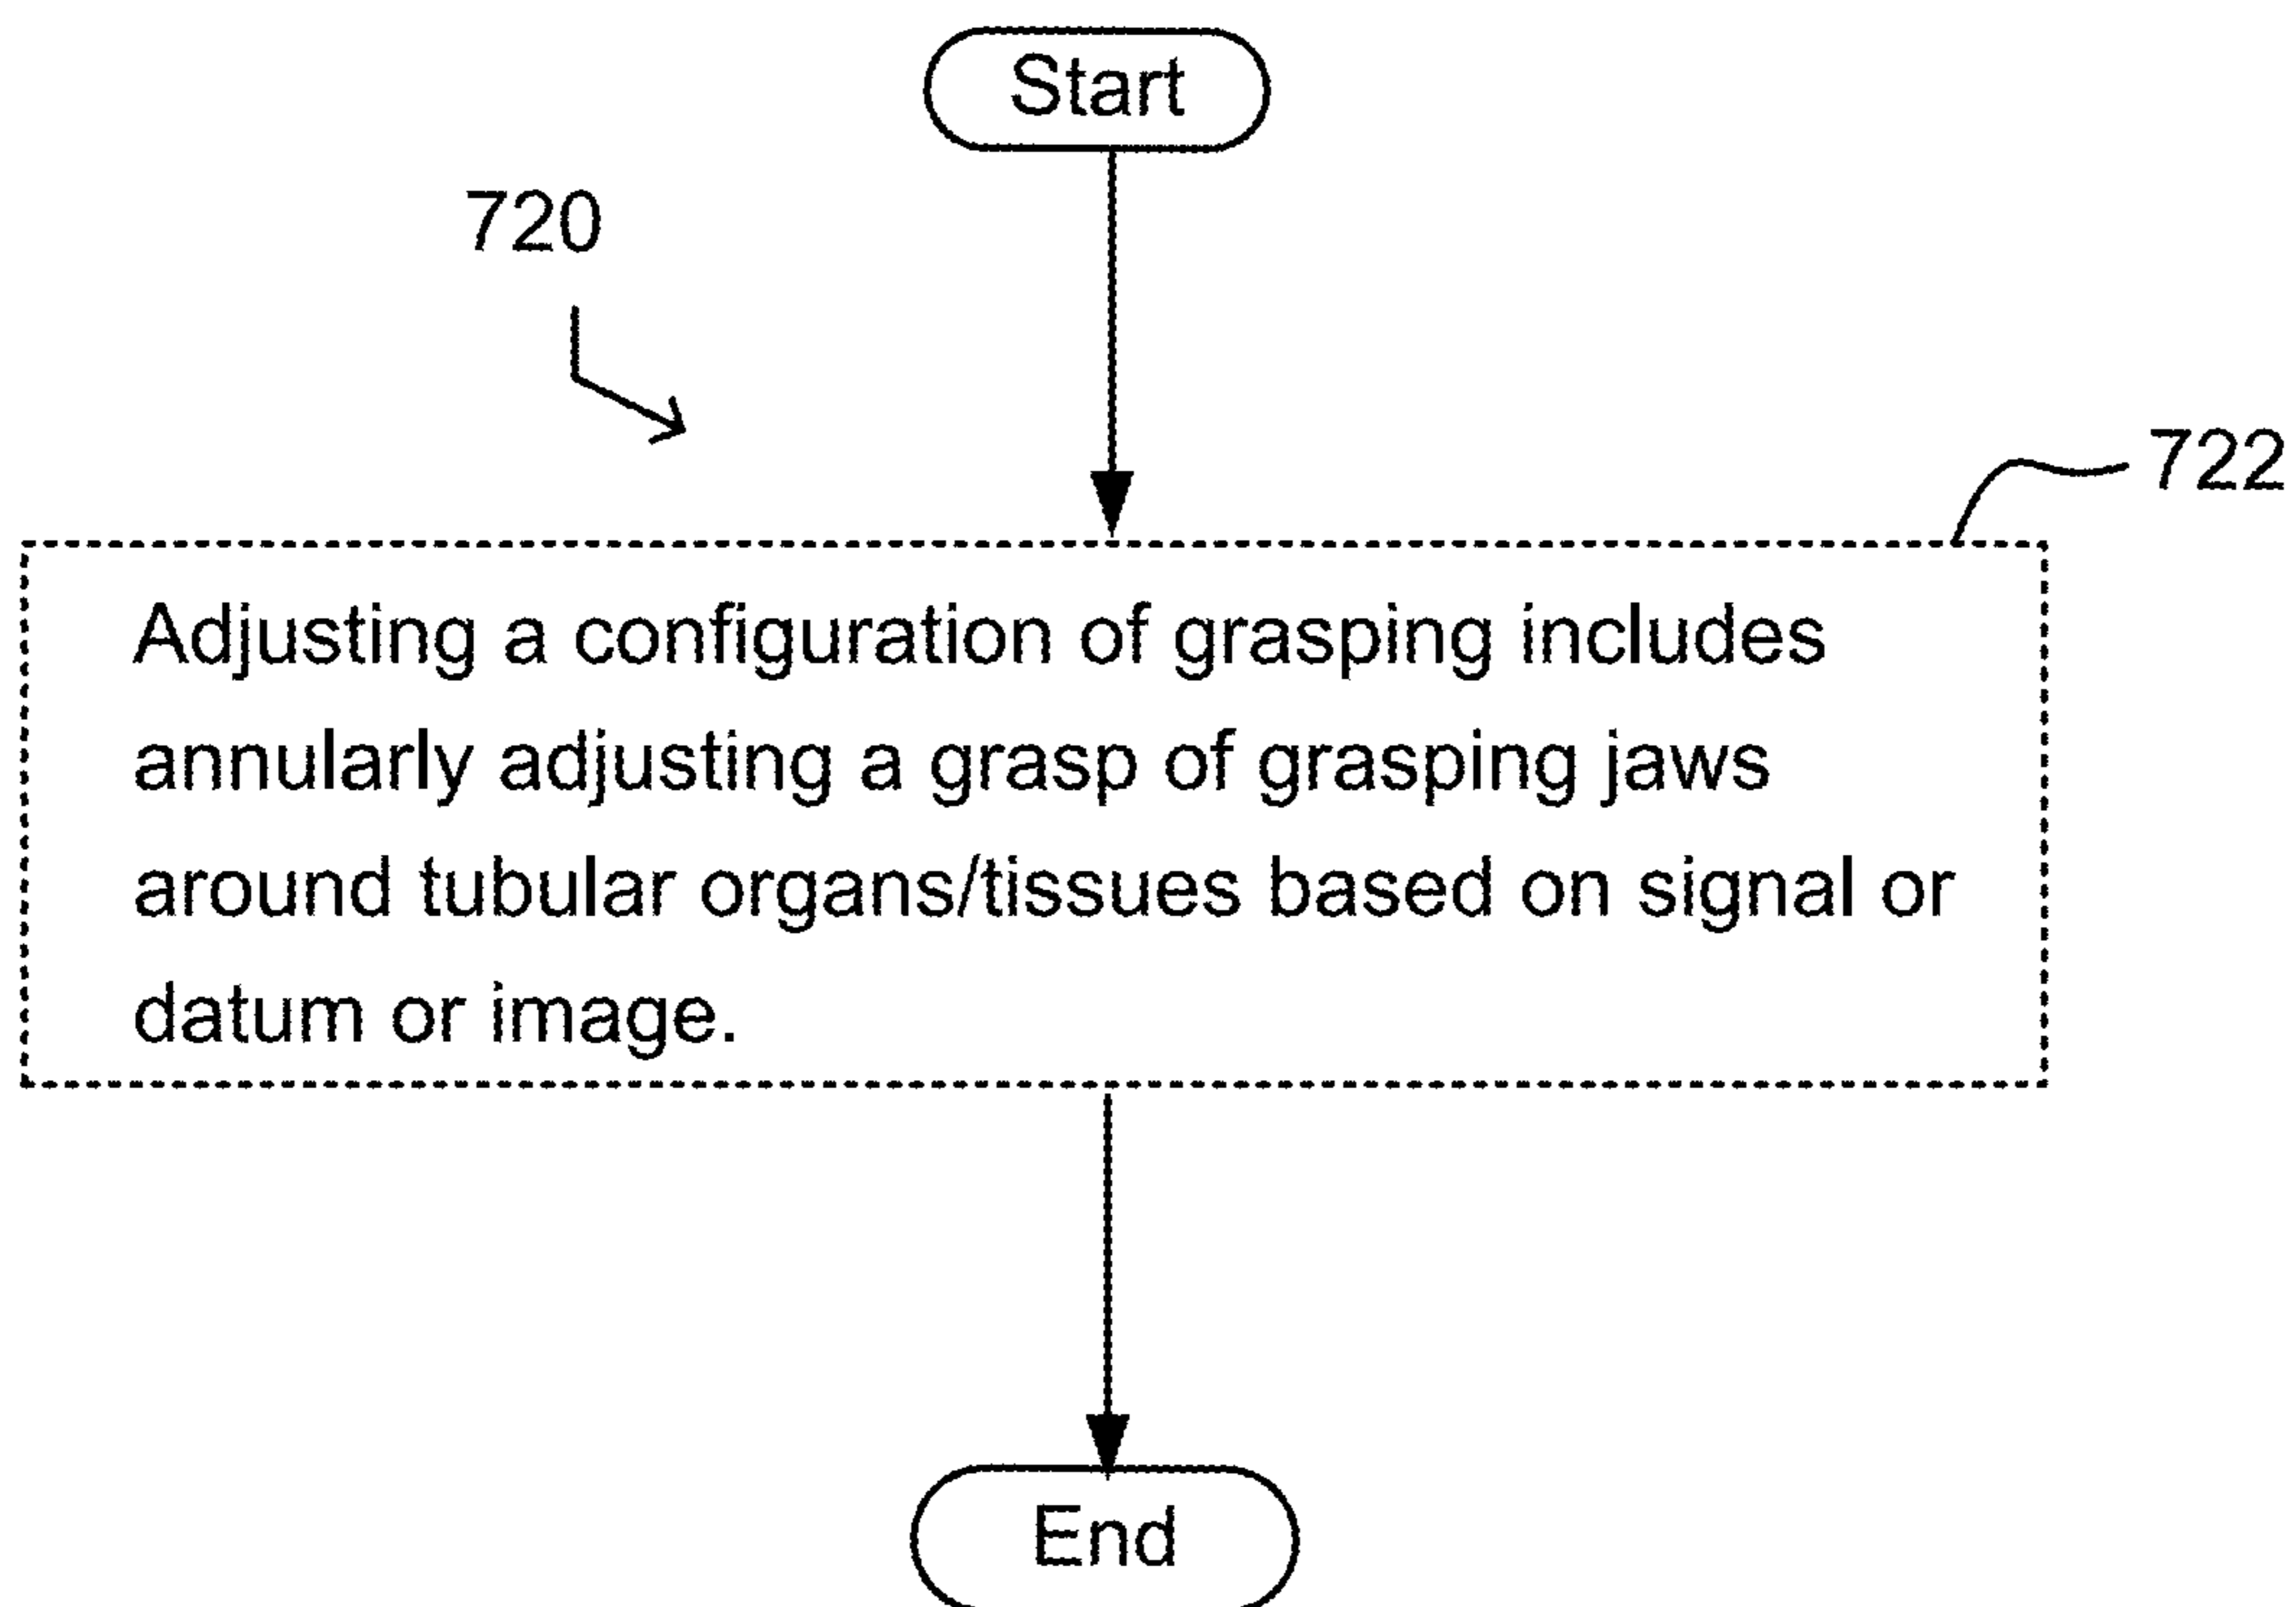 Start
720
722
Adjusting a configuration of grasping includes
annularly adjusting a grasp of grasping jaws
around tubular organs/tissues based on signal or
datum or image.
End